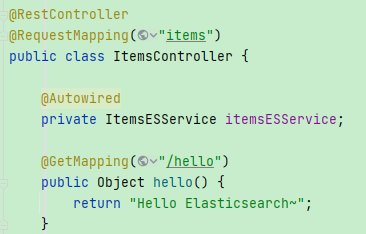 @RestController
@RequestMapping("items")
public class ItemsController {
@Autowired
private ItemsESService itemsESService;
@GetMapping("/hello")
public Object hello() {
return "Hello Elasticsearch~";
}